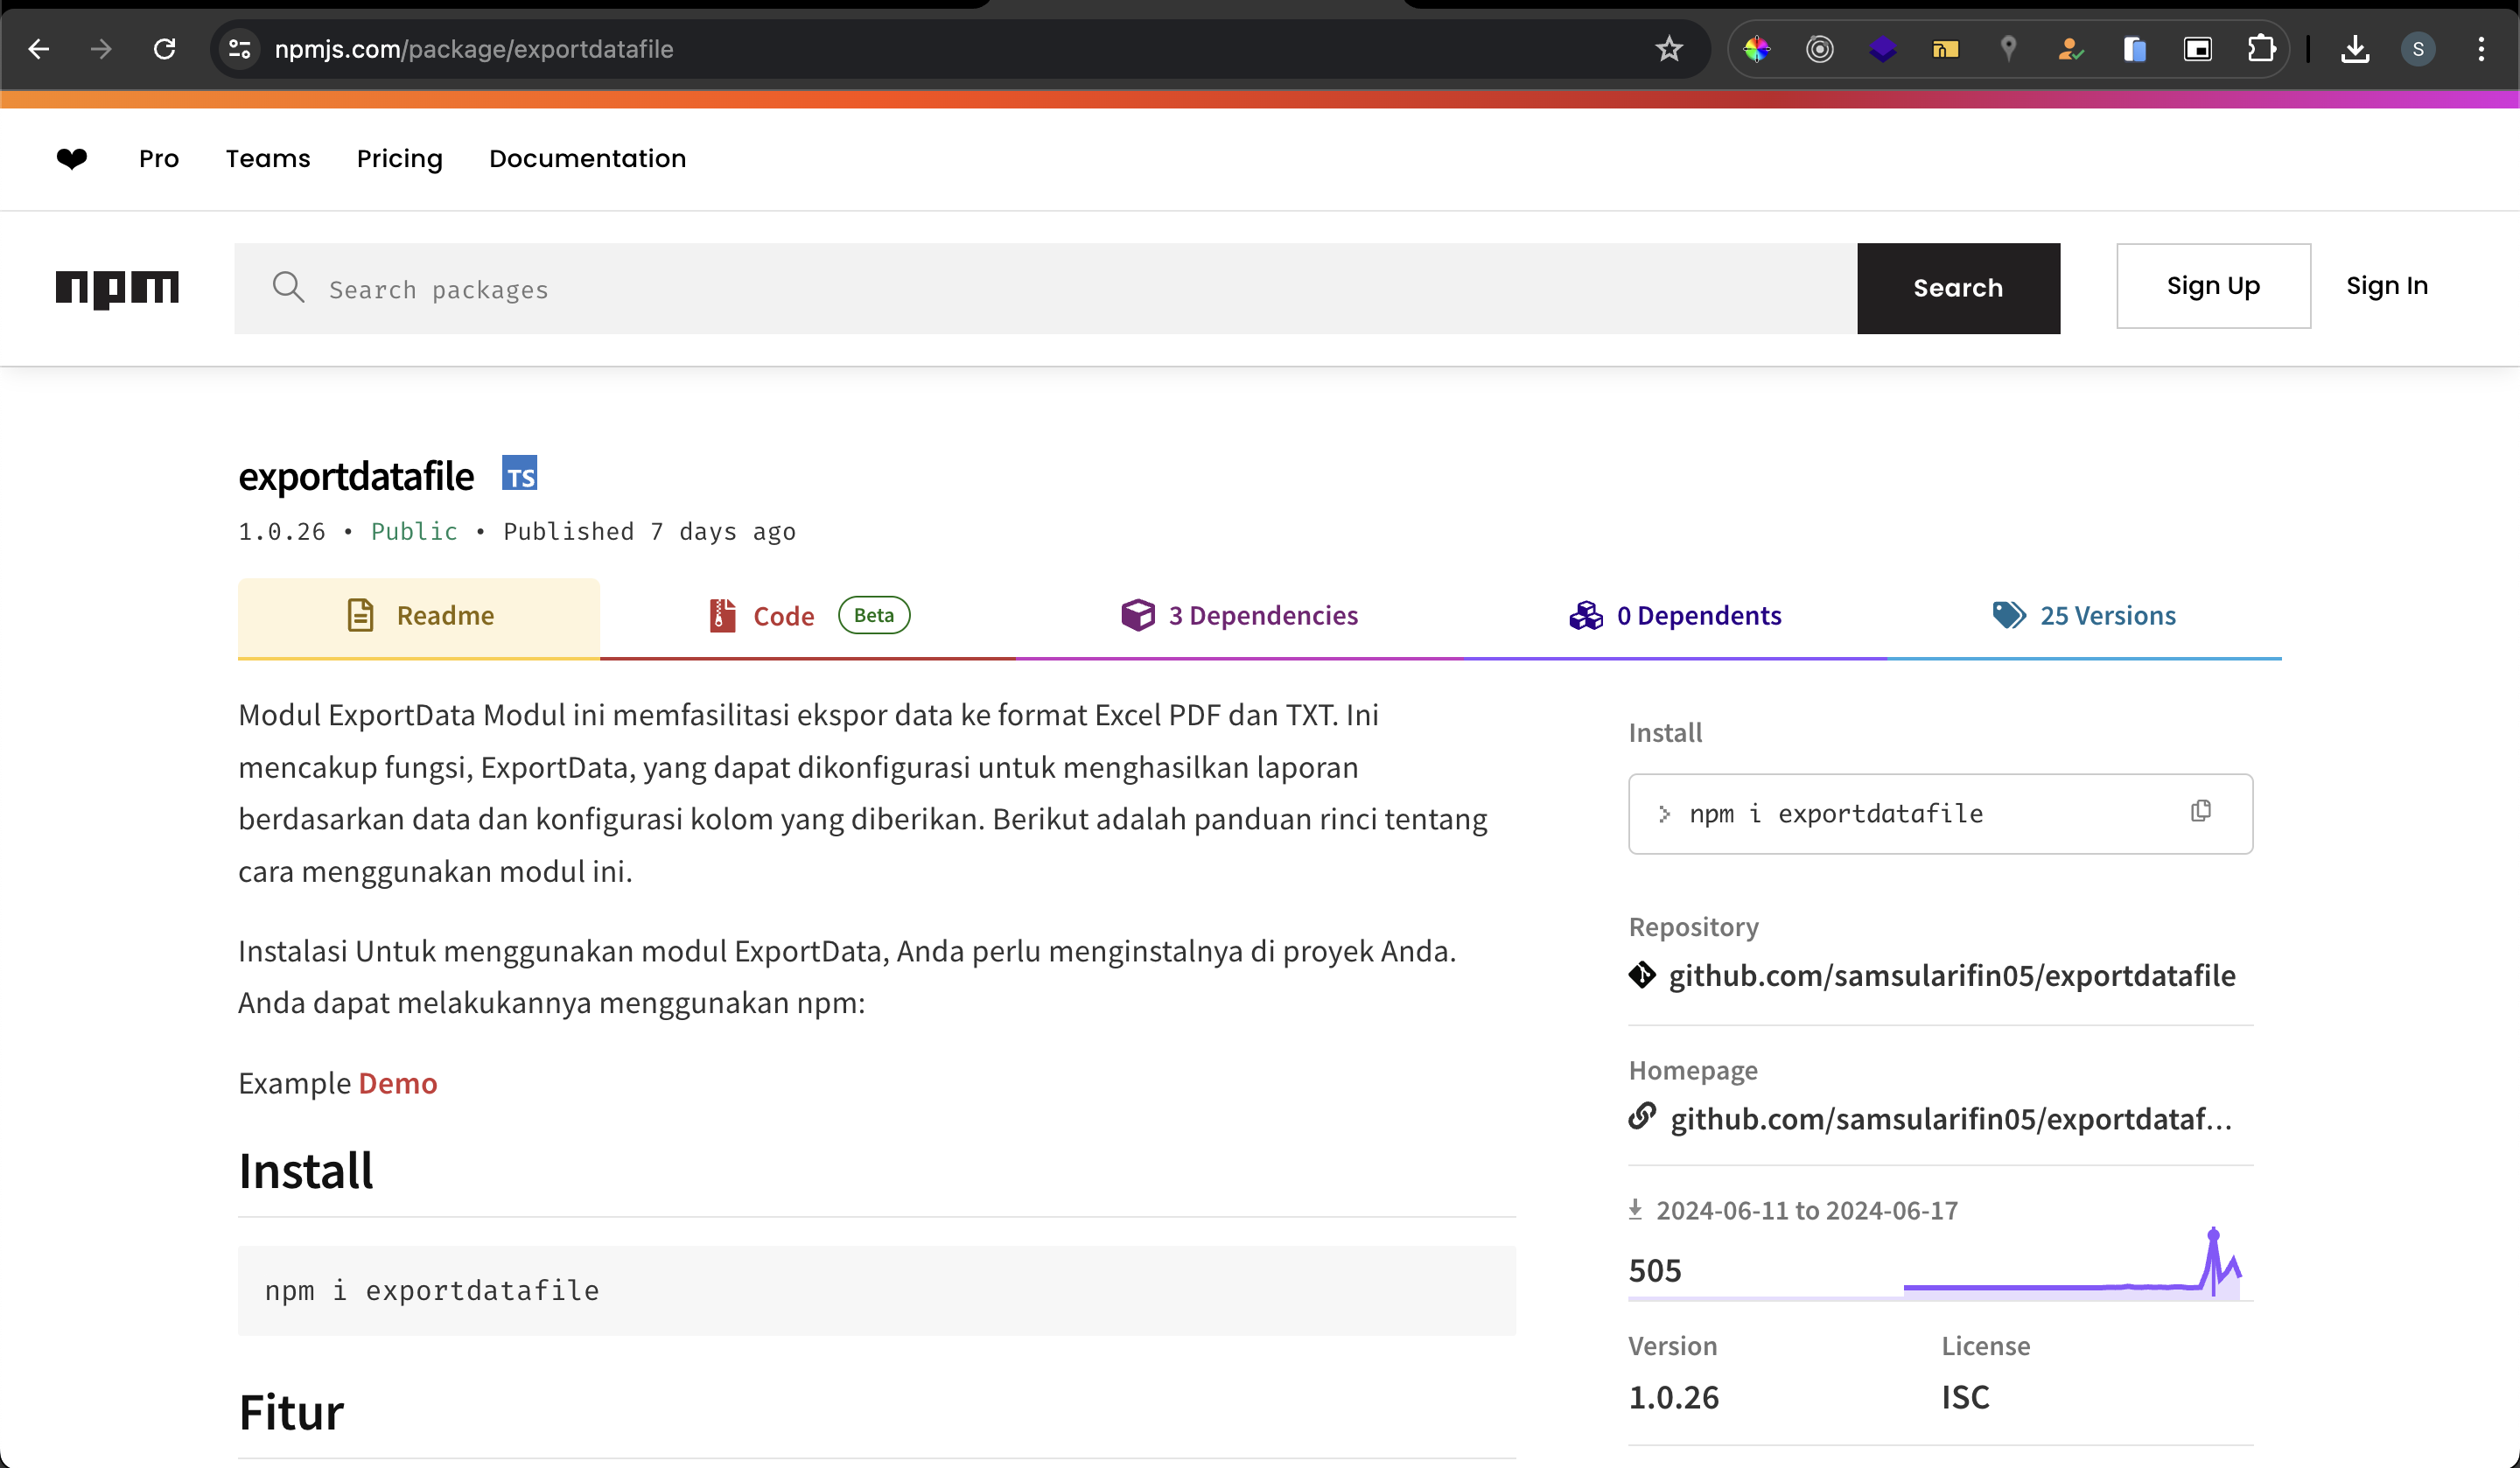 npmjs.com/package/exportdatafile
S
❤ Pro Teams Pricing Documentation
npm
Search packages
Search
Sign Up
Sign In
exportdatafile TS
1.0.26 • Public • Published 7 days ago
Readme
Code Beta
3 Dependencies
0 Dependents
25 Versions
Modul ExportData Modul ini memfasilitasi ekspor data ke format Excel PDF dan TXT. Ini
mencakup fungsi, ExportData, yang dapat dikonfigurasi untuk menghasilkan laporan
berdasarkan data dan konfigurasi kolom yang diberikan. Berikut adalah panduan rinci tentang
cara menggunakan modul ini.
Instalasi Untuk menggunakan modul ExportData, Anda perlu menginstalnya di proyek Anda.
Anda dapat melakukannya menggunakan npm:
Example Demo
Install
npm i exportdatafile
Fitur
Install
> npm i exportdatafile
Repository
github.com/samsularifin05/exportdatafile
Homepage
github.com/samsularifin05/exportdataf...
2024-06-11 to 2024-06-17
505
Version
License
1.0.26
ISC